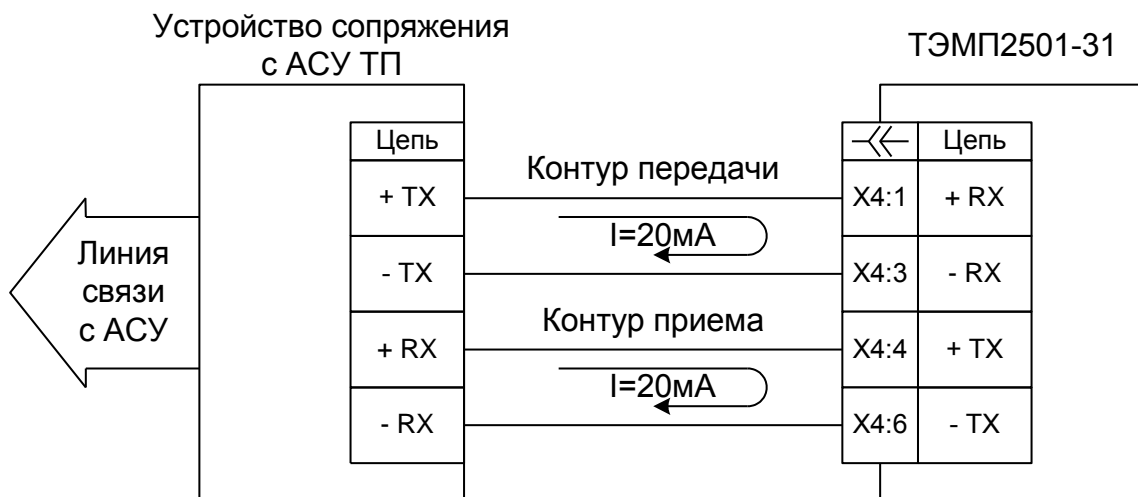 Устройство сопряжения
с АСУ ТП
ТЭМП2501-31
Линия
связи
с АСУ
Цепь
+ TX
- TX
+ RX
- RX
Контур передачи
I=20мА
Контур приема
I=20мА
Цепь
X4:1 + RX
X4:3 - RX
X4:4 + TX
X4:6 - TX